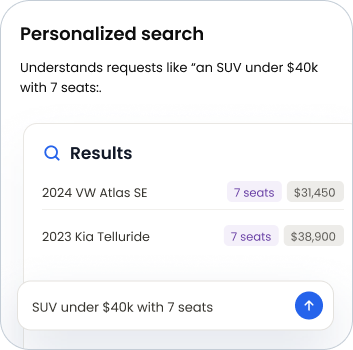 Personalized search
Understands requests like “an SUV under $40k
with 7 seats:.
Results
2024 VW Atlas SE 7 seats $31,450
2023 Kia Telluride 7 seats $38,900
SUV under $40k with 7 seats